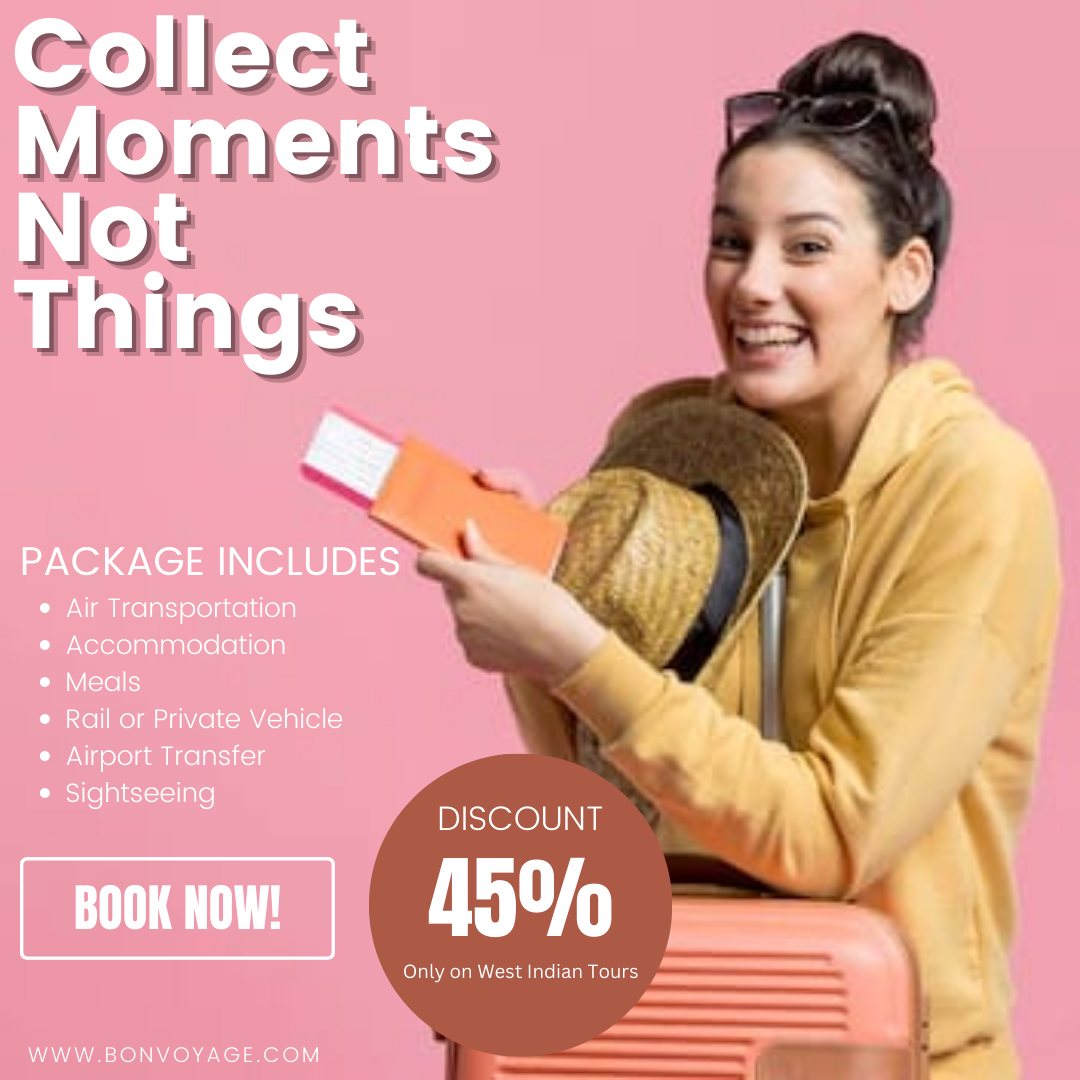 Collect
Moments
Not
Things
PACKAGE INCLUDES
Air Transportation
Accommodation
Meals
Rail or Private Vehicle
Airport Transfer
Sightseeing
BOOK NOW!
DISCOUNT
45%
Only on West Indian Tours
WWW.BONVOYAGE.COM